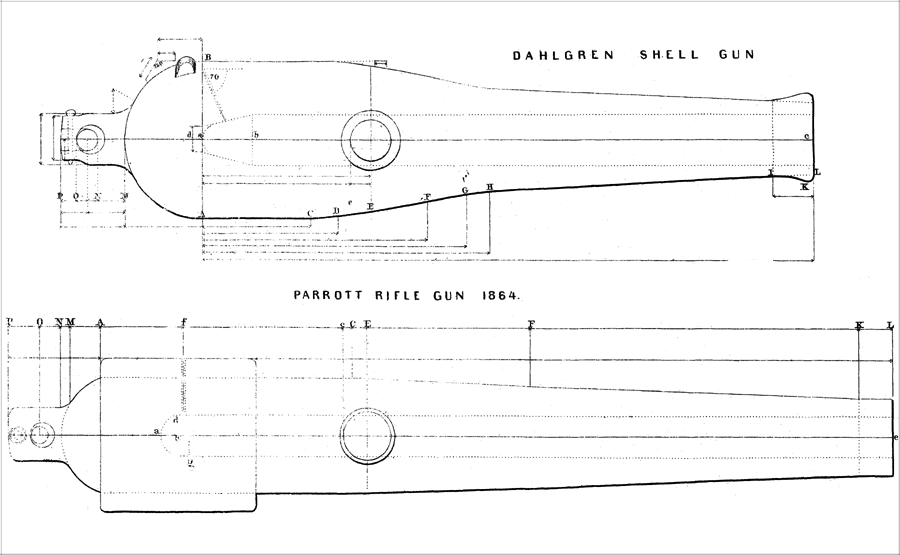 DAHLGREN SHELL GUN
B
70
d a b c
I L
K
P O N M
A C D e E F G H
PARROTT RIFLE GUN 1864.
P O N M A f c C E F K L
d
a b e
g